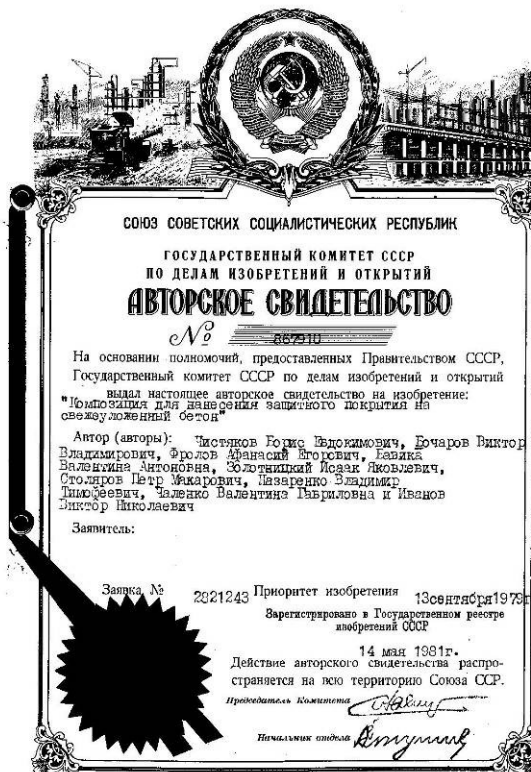 СОЮЗ СОВЕТСКИХ СОЦИАЛИСТИЧЕСКИХ РЕСПУБЛИК
ГОСУДАРСТВЕННЫЙ КОМИТЕТ СССР
ПО ДЕЛАМ ИЗОБРЕТЕНИЙ И ОТКРЫТИЙ
АВТОРСКОЕ СВИДЕТЕЛЬСТВО
№ 867910
На основании полномочий, предоставленных Правительством СССР,
Государственный комитет СССР по делам изобретений и открытий
выдал настоящее авторское свидетельство на изобретение:
"Композиция для нанесения защитного покрытия на
свежеуложенный бетон"
Автор (авторы): Чистяков Борис Евдокимович, Бочаров Виктор
Владимирович, Фролов Афанасий Егорович, Бавика
Валентина Антоновна, Золотницкий Исаак Яковлевич,
Столяров Петр Макарович, Лазаренко Владимир
Тимофеевич, Чаленко Валентина Гавриловна и Иванов
Виктор Николаевич
Заявитель:
Заявка № 2821243 Приоритет изобретения 13сентября1979г
Зарегистрировано в Государственном реестре
изобретений СССР
14 мая 1981г.
Действие авторского свидетельства распро-
страняется на всю территорию Союза ССР.
Председатель Комитета
Начальник отдела